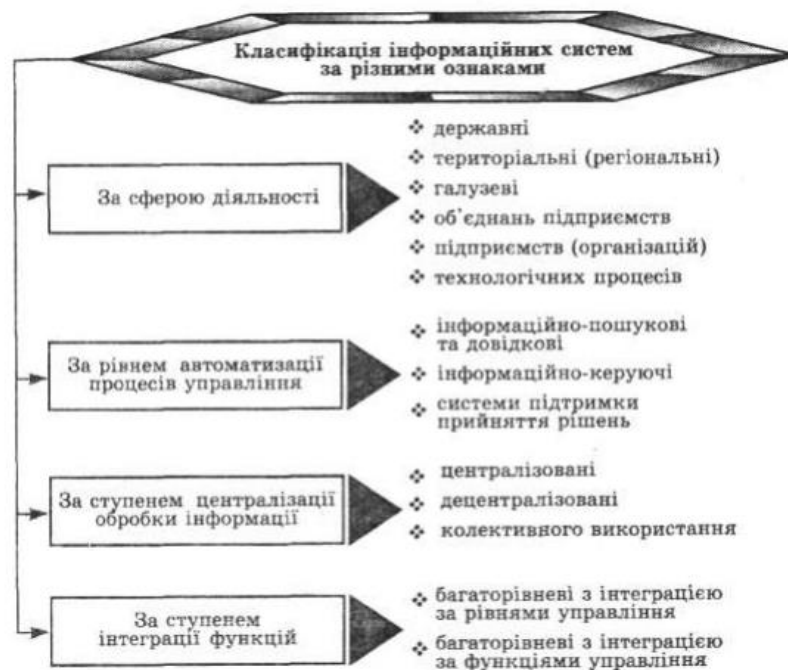 Класифікація інформаційних систем
за різними ознаками
За сферою діяльності
❖ державні
❖ територіальні (регіональні)
❖ галузеві
❖ об'єднань підприємств
❖ підприємств (організацій)
❖ технологічних процесів
За рівнем автоматизації
процесів управління
❖ інформаційно-пошукові
та довідкові
❖ інформаційно-керуючі
❖ системи підтримки
прийняття рішень
За ступенем централізації
обробки інформації
❖ централізовані
❖ децентралізовані
❖ колективного використання
За ступенем
інтеграції функцій
❖ багаторівневі з інтеграцією
за рівнями управління
❖ багаторівневі з інтеграцією
за функціями управління